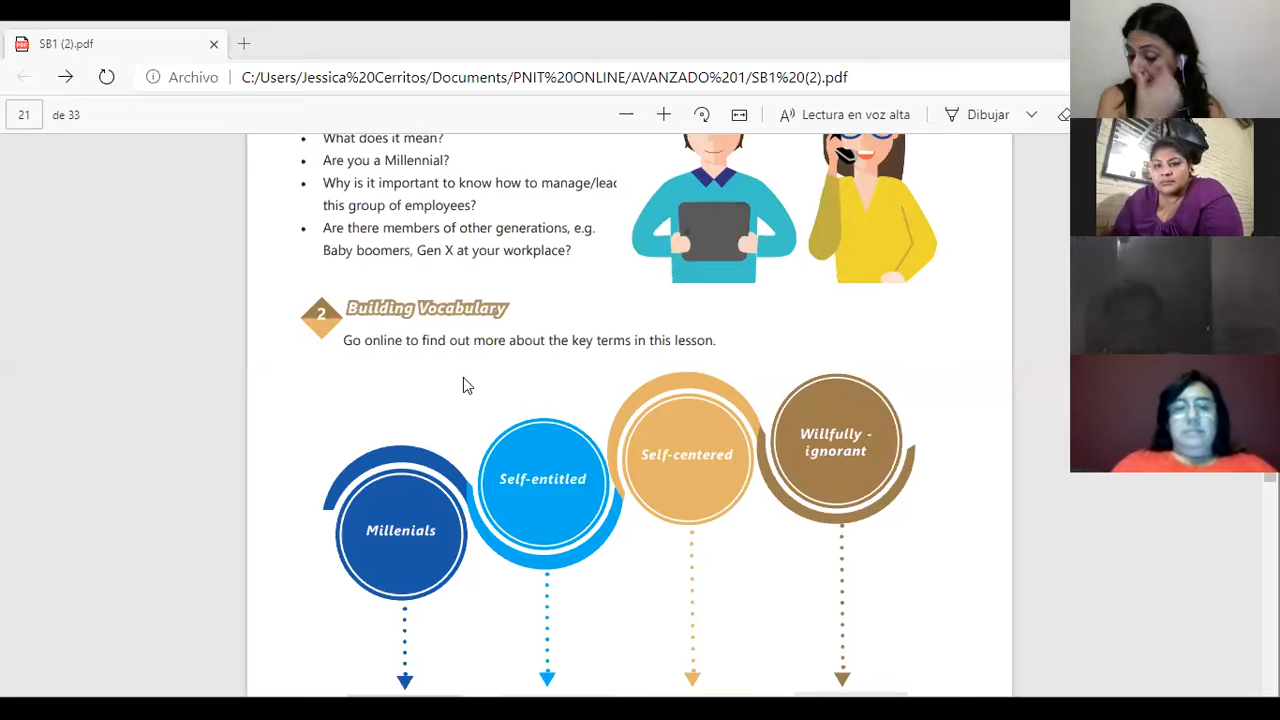 SB1 (2).pdf
Archivo
C:/Users/Jessica%20Cerritos/Documents/PNIT%20ONLINE/AVANZADO%201/SB1%20(2).pdf
21 de 33
Lectura en voz alta
Dibujar
• What does it mean?
• Are you a Millennial?
• Why is it important to know how to manage/lead
this group of employees?
• Are there members of other generations, e.g.
Baby boomers, Gen X at your workplace?
2 Building Vocabulary
Go online to find out more about the key terms in this lesson.
Millenials
Self-entitled
Self-centered
Willfully -
ignorant